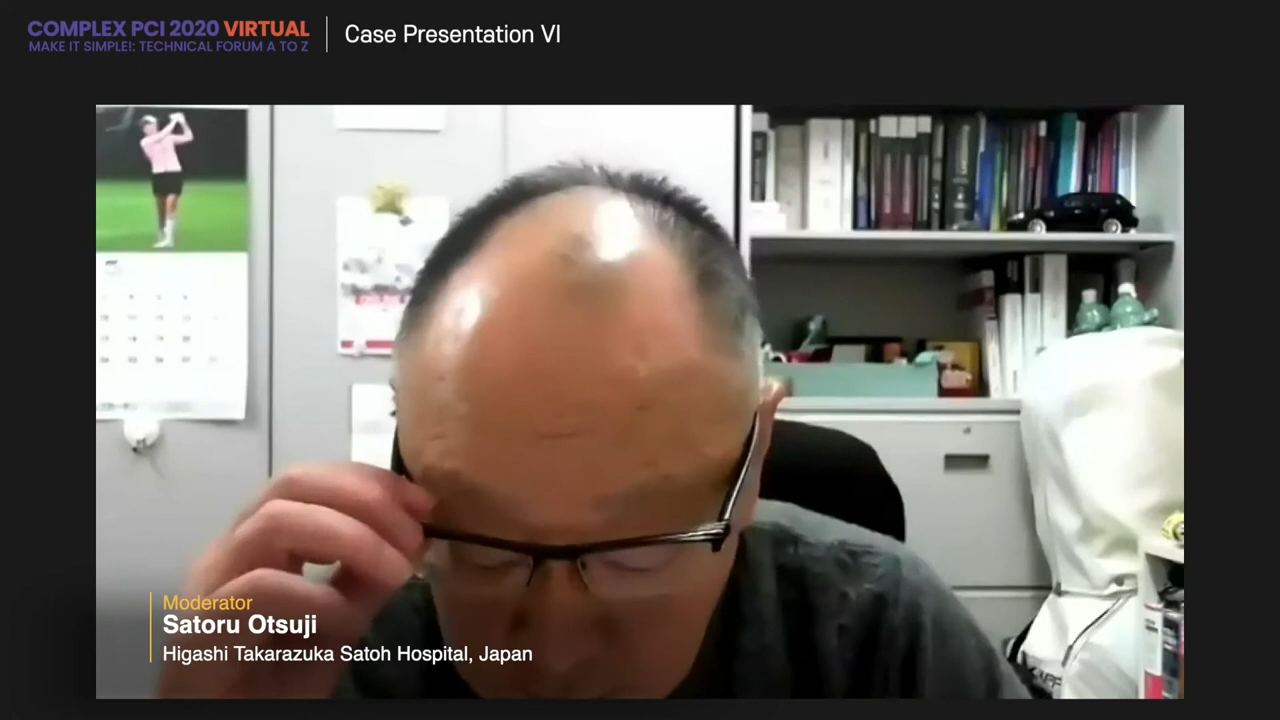 COMPLEX PCI 2020 VIRTUAL
MAKE IT SIMPLE!: TECHNICAL FORUM A TO Z
Case Presentation VI
Moderator
Satoru Otsuji
Higashi Takarazuka Satoh Hospital, Japan